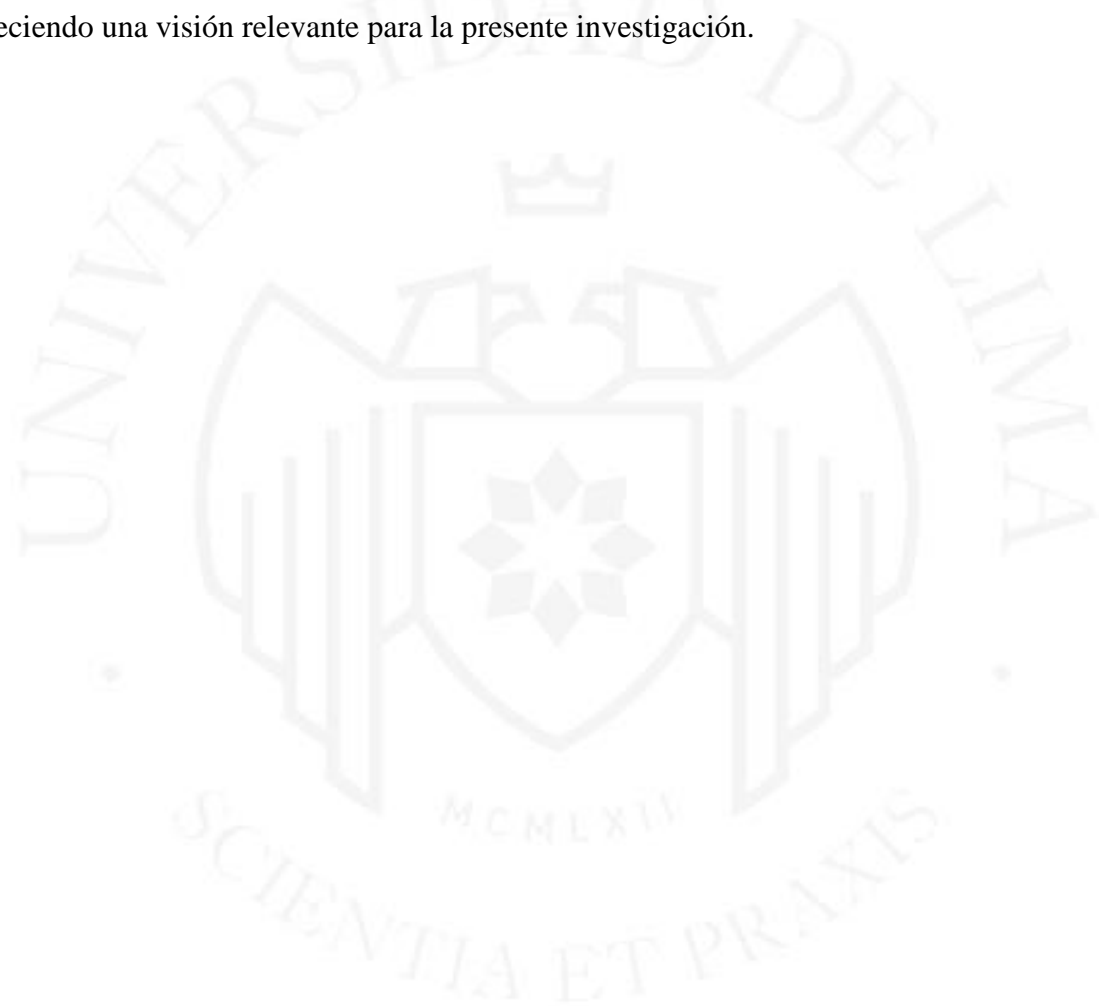 eciendo una visión relevante para la presente investigación.
UNIVERSIDAD DE LIMA
MCMLXII
SCIENTIA ET PRAXIS